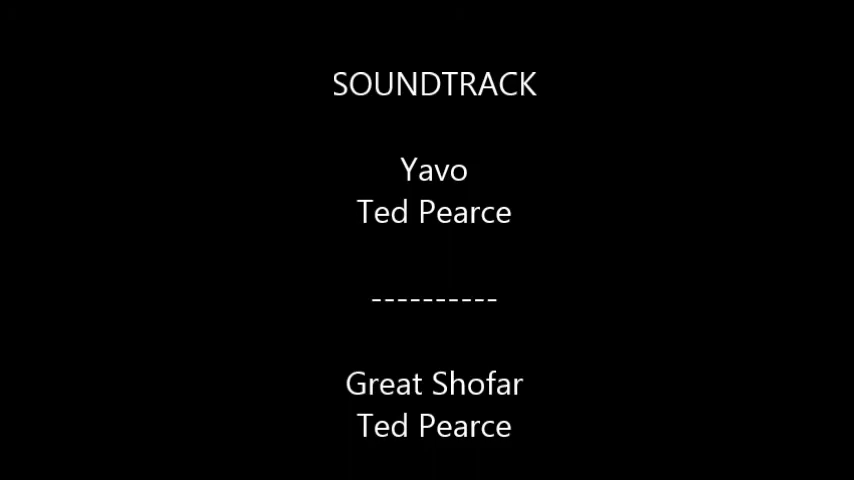 SOUNDTRACK
Yavo
Ted Pearce
----------
Great Shofar
Ted Pearce